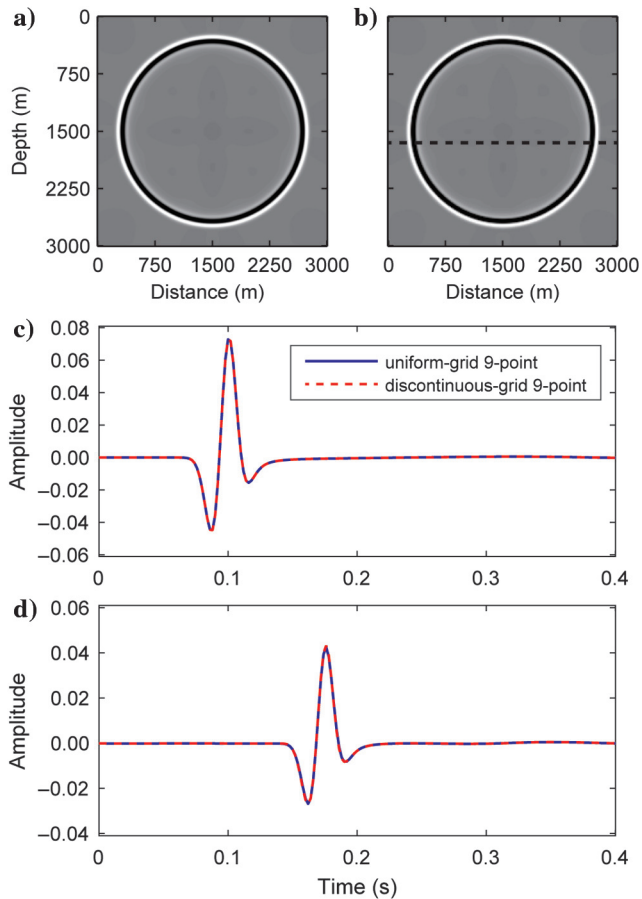 a)
b)
0
750
1500
2250
3000
Depth (m)
0 750 1500 2250 3000
0 750 1500 2250 3000
Distance (m)
Distance (m)
c)
0.08
0.06
0.04
0.02
0.00
−0.02
−0.04
−0.06
Amplitude
uniform-grid 9-point
discontinuous-grid 9-point
0 0.1 0.2 0.3 0.4
d)
0.06
0.04
0.02
0.00
−0.02
−0.04
Amplitude
0 0.1 0.2 0.3 0.4
Time (s)